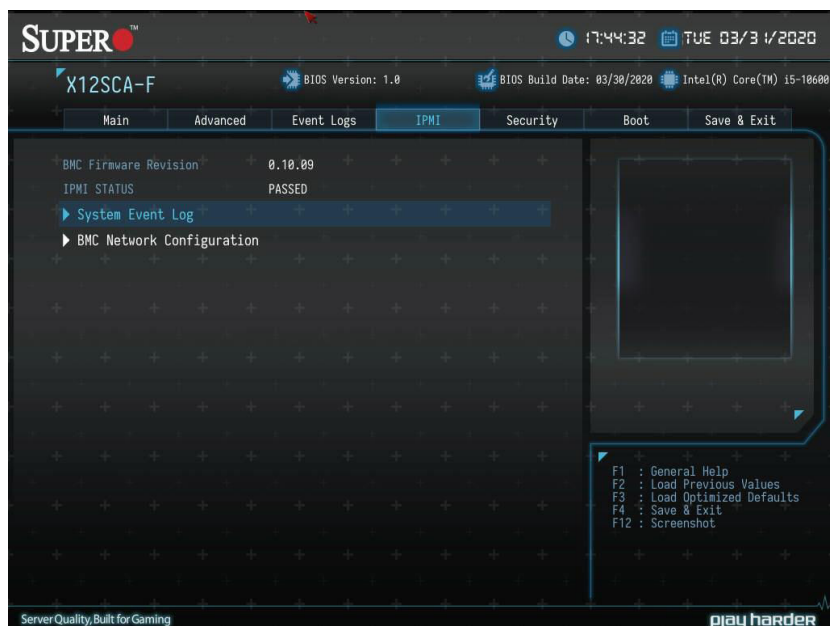 SUPER™
17:44:32 TUE 03/31/2020
X12SCA-F
BIOS Version: 1.0
BIOS Build Date: 03/30/2020
Intel(R) Core(TM) i5-10600
Main Advanced Event Logs IPMI Security Boot Save & Exit
BMC Firmware Revision 0.10.09
IPMI STATUS PASSED
System Event Log
BMC Network Configuration
F1 : General Help
F2 : Load Previous Values
F3 : Load Optimized Defaults
F4 : Save & Exit
F12 : Screenshot
Server Quality, Built for Gaming
play harder